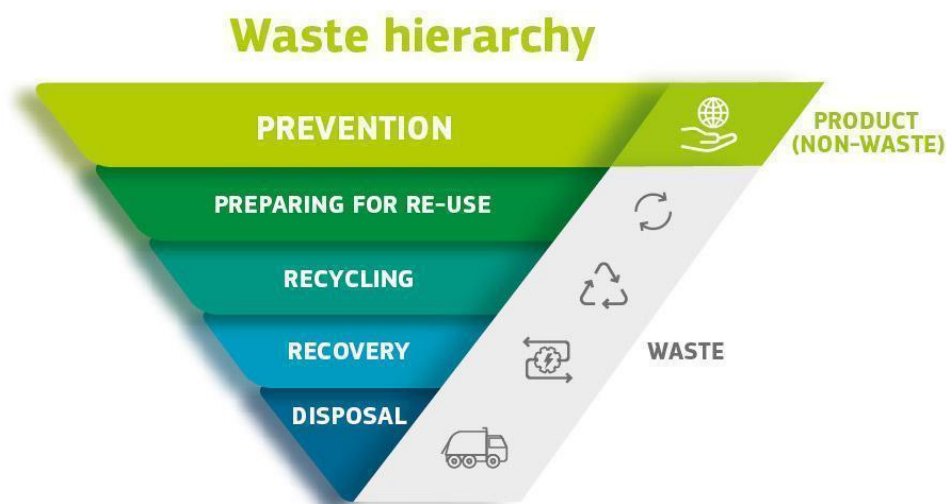 Waste hierarchy
PREVENTION
PRODUCT
(NON-WASTE)
PREPARING FOR RE-USE
RECYCLING
RECOVERY
WASTE
DISPOSAL